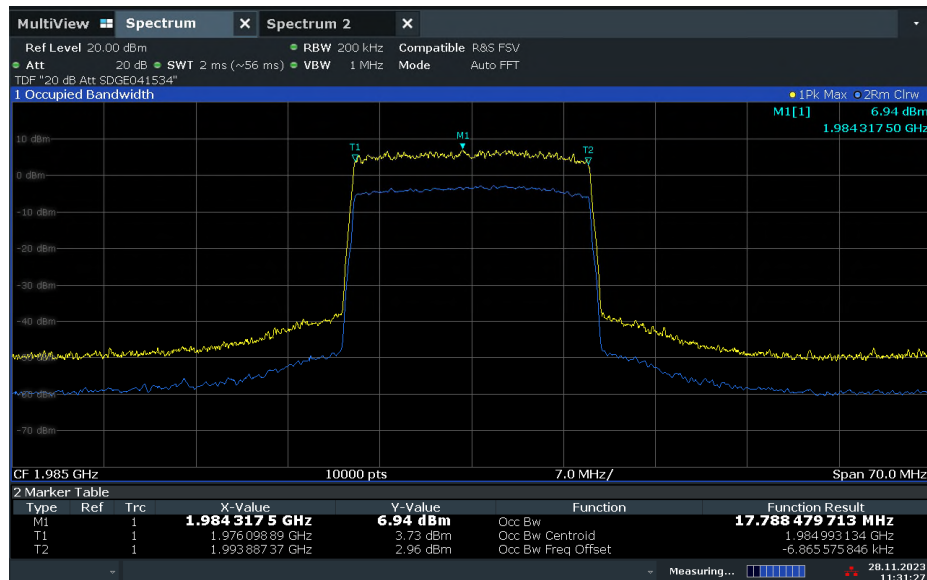 MultiView Spectrum X Spectrum 2 X
Ref Level 20.00 dBm RBW 200 kHz Compatible R&S FSV
Att 20 dB SWT 2 ms (~56 ms) VBW 1 MHz Mode Auto FFT
TDF "20 dB Att SDGE041534"
1 Occupied Bandwidth 1Pk Max 2Rm Clrw
M1[1] 6.94 dBm
1.98431750 GHz
M1
T1 T2
10 dBm
0 dBm
-10 dBm
-20 dBm
-30 dBm
-40 dBm
-60 dBm
-70 dBm
CF 1.985 GHz 10000 pts 7.0 MHz/ Span 70.0 MHz
2 Marker Table
Type Ref Trc X-Value Y-Value Function Function Result
M1 1 1.984 317 5 GHz 6.94 dBm Occ Bw 17.788 479 713 MHz
T1 1 1.976 098 89 GHz 3.73 dBm Occ Bw Centroid 1.984 993 134 GHz
T2 1 1.993 887 37 GHz 2.96 dBm Occ Bw Freq Offset -6.865 575 846 kHz
Measuring... 28.11.2023
11:31:27